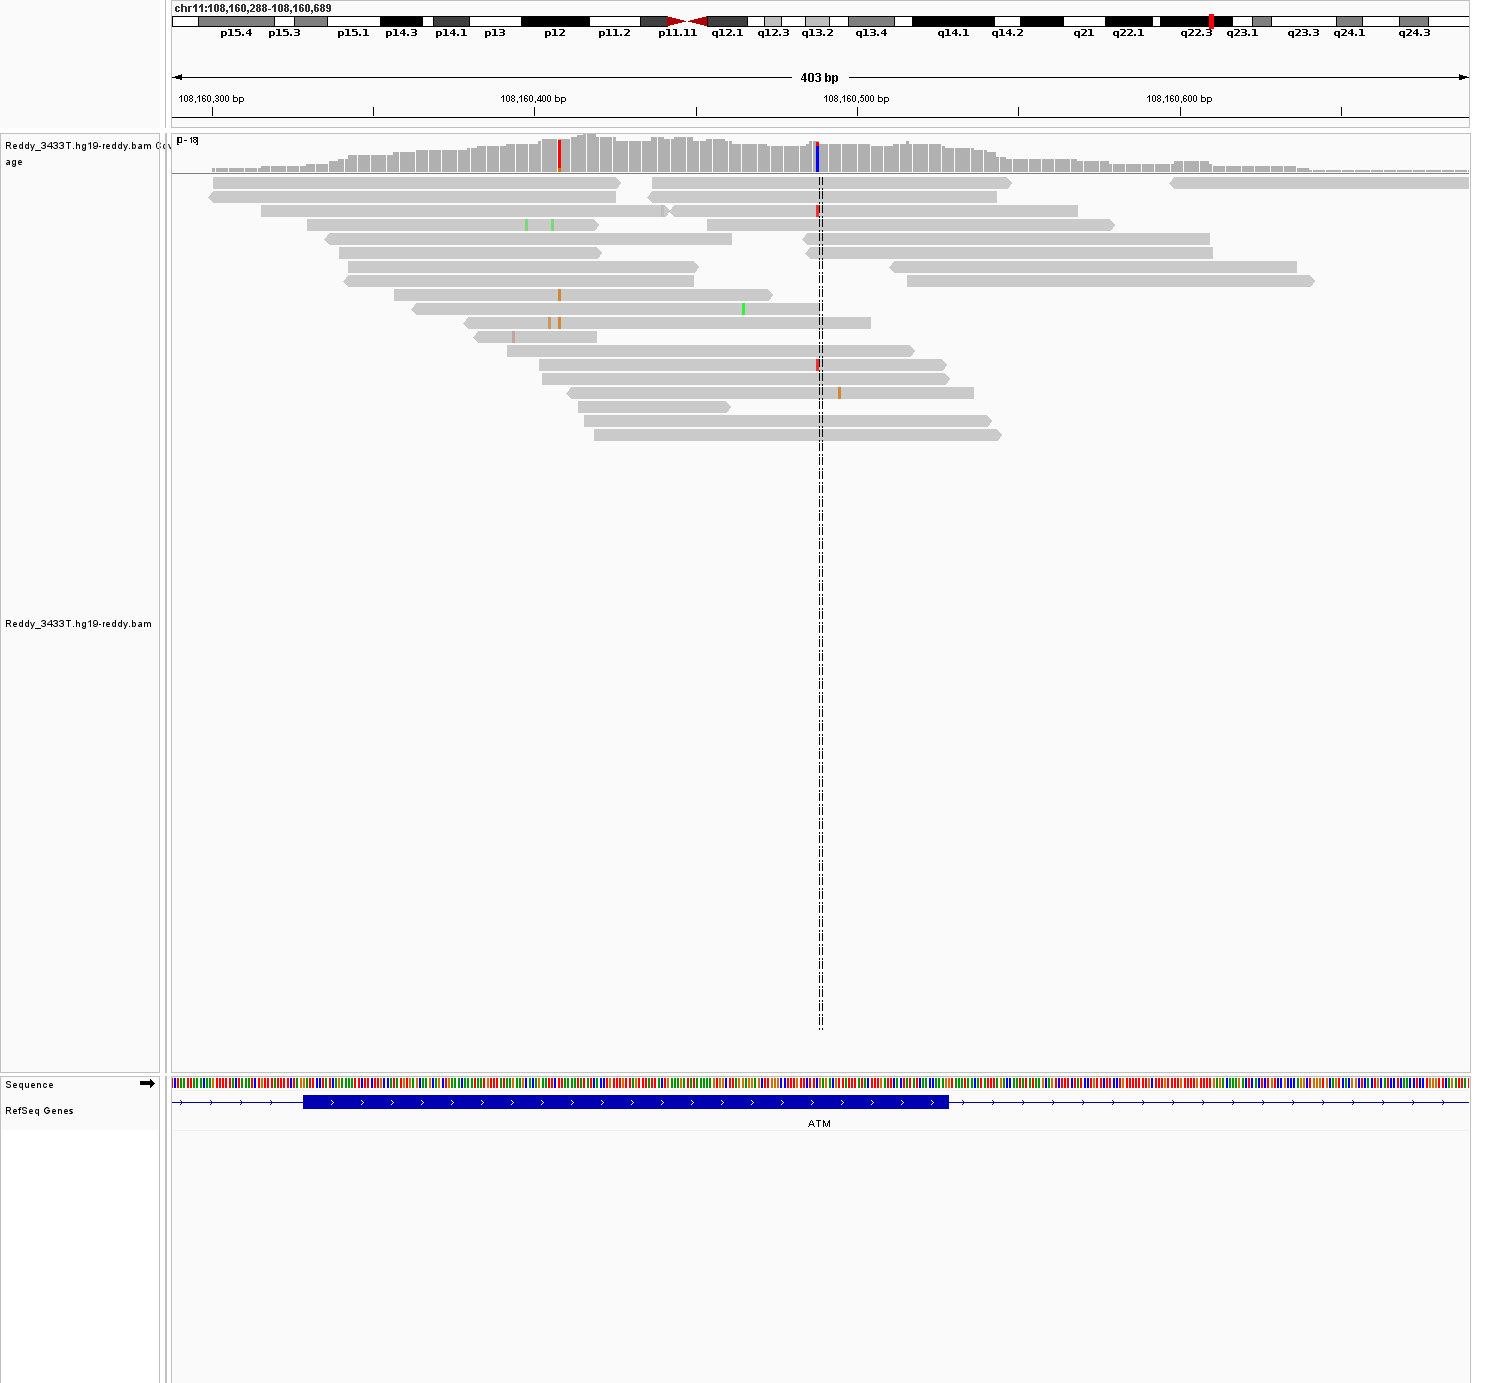 chr11:108,160,288-108,160,689
p15.4 p15.3 p15.1 p14.3 p14.1 p13 p12 p11.2 p11.11 q12.1 q12.3 q13.2 q13.4 q14.1 q14.2 q21 q22.1 q22.3 q23.1 q23.3 q24.1 q24.3
403 bp
108,160,300 bp 108,160,400 bp 108,160,500 bp 108,160,600 bp
Reddy_3433T.hg19-reddy.bam Cov
age
[0 - 18]
Reddy_3433T.hg19-reddy.bam
Sequence
RefSeq Genes
ATM